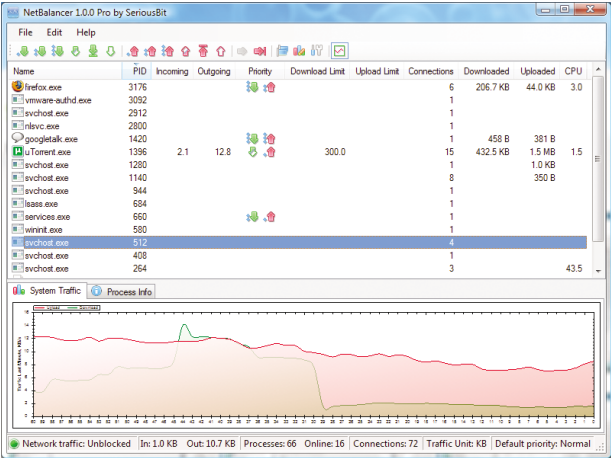 NetBalancer 1.0.0 Pro by SeriousBit
File Edit Help
Name PID Incoming Outgoing Priority Download Limit Upload Limit Connections Downloaded Uploaded CPU
firefox.exe 3176 6 206.7 KB 44.0 KB 3.0
vmware-authd.exe 3092 1
svchost.exe 2912 1
nlsvc.exe 2800 1
googletalk.exe 1420 1 458 B 381 B
uTorrent.exe 1396 2.1 12.8 300.0 15 432.5 KB 1.5 MB 1.5
svchost.exe 1280 1 1.0 KB
svchost.exe 1140 8 350 B
svchost.exe 944 1
lsass.exe 684 1
services.exe 660 1
wininit.exe 580 1
svchost.exe 512 4
svchost.exe 408 1
svchost.exe 264 3 43.5
System Traffic Process Info
Upload Download
Traffic Last Minute, KB/s
Network traffic: Unblocked In: 1.0 KB Out: 10.7 KB Processes: 66 Online: 16 Connections: 72 Traffic Unit: KB Default priority: Normal